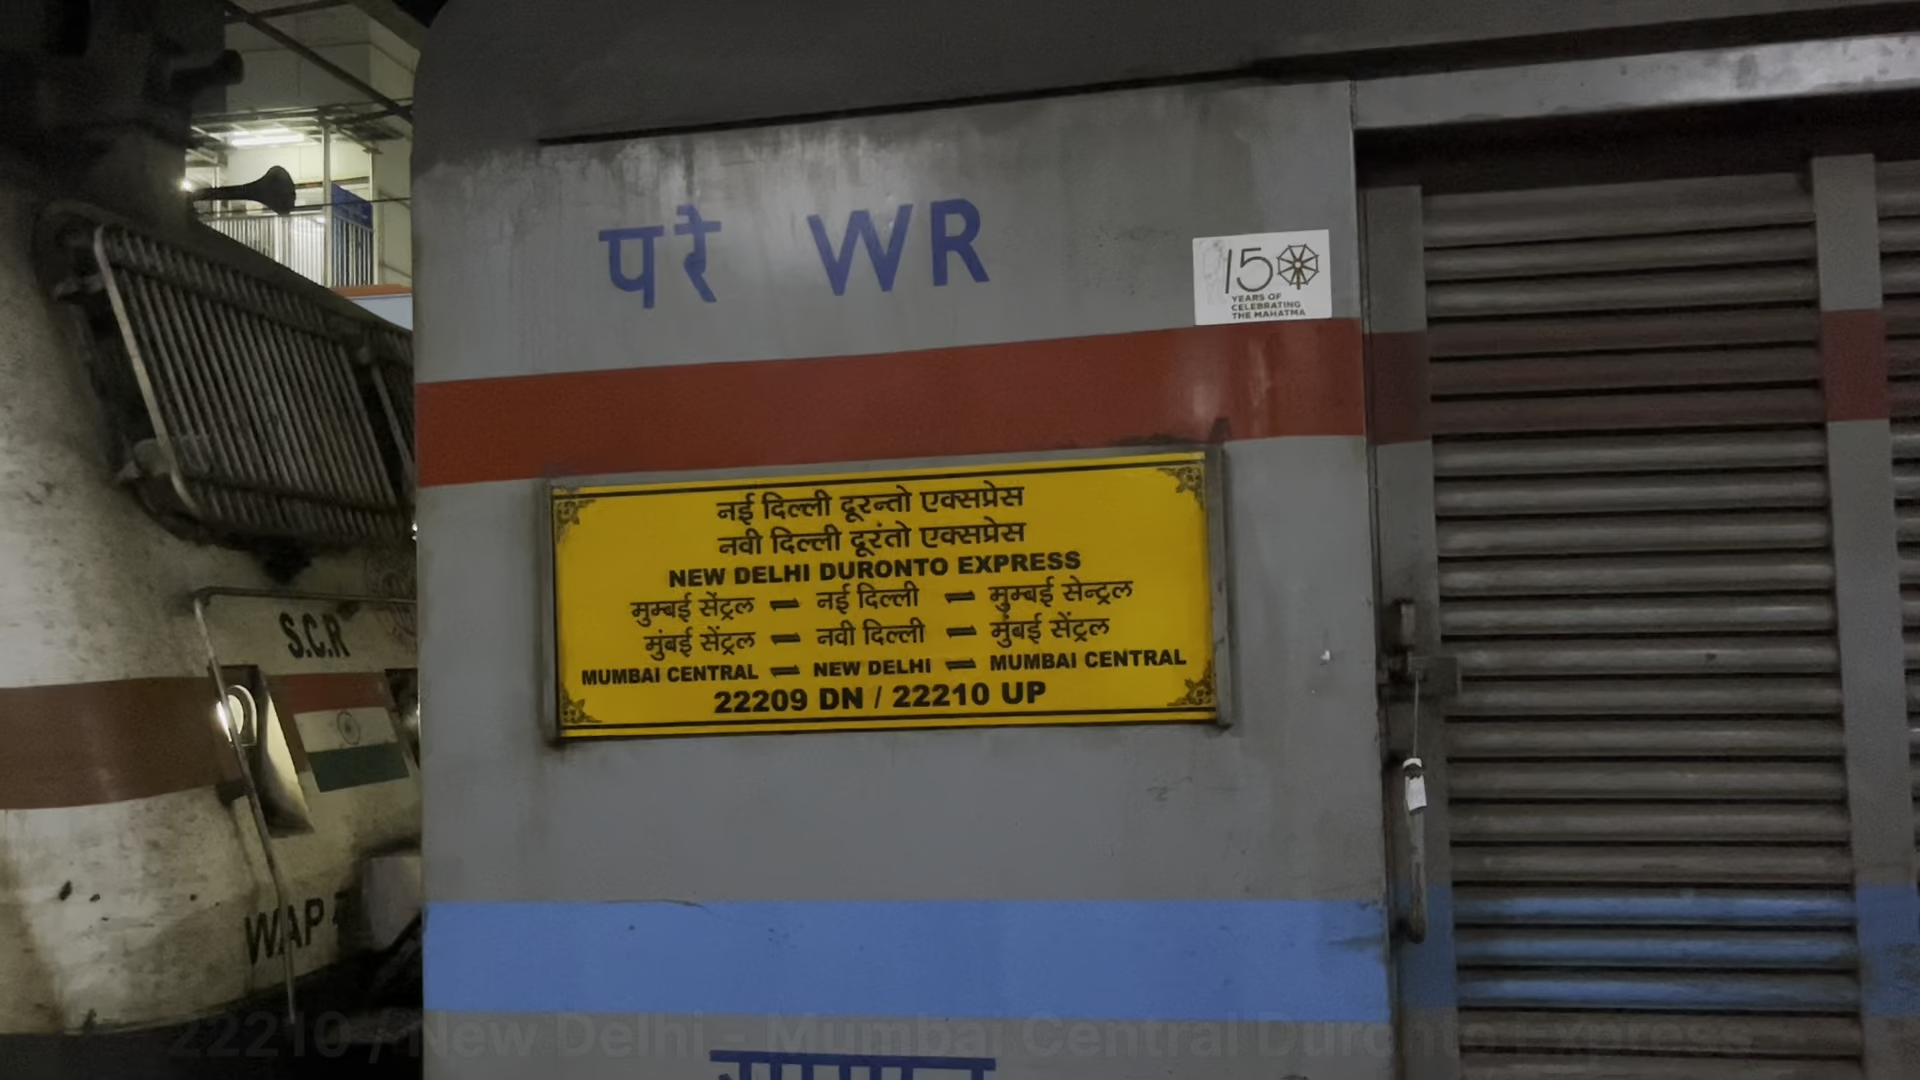 परे WR
150
YEARS OF
CELEBRATING
THE MAHATMA
नई दिल्ली दूरन्तो एक्सप्रेस
नवी दिल्ली दूरंतो एक्सप्रेस
NEW DELHI DURONTO EXPRESS
मुम्बई सेंट्रल ⇌ नई दिल्ली ⇌ मुम्बई सेन्ट्रल
मुंबई सेंट्रल ⇌ नवी दिल्ली ⇌ मुंबई सेंट्रल
MUMBAI CENTRAL ⇌ NEW DELHI ⇌ MUMBAI CENTRAL
22209 DN / 22210 UP
S.C.R
WAP
22210 / New Delhi - Mumbai Central Duronto Express